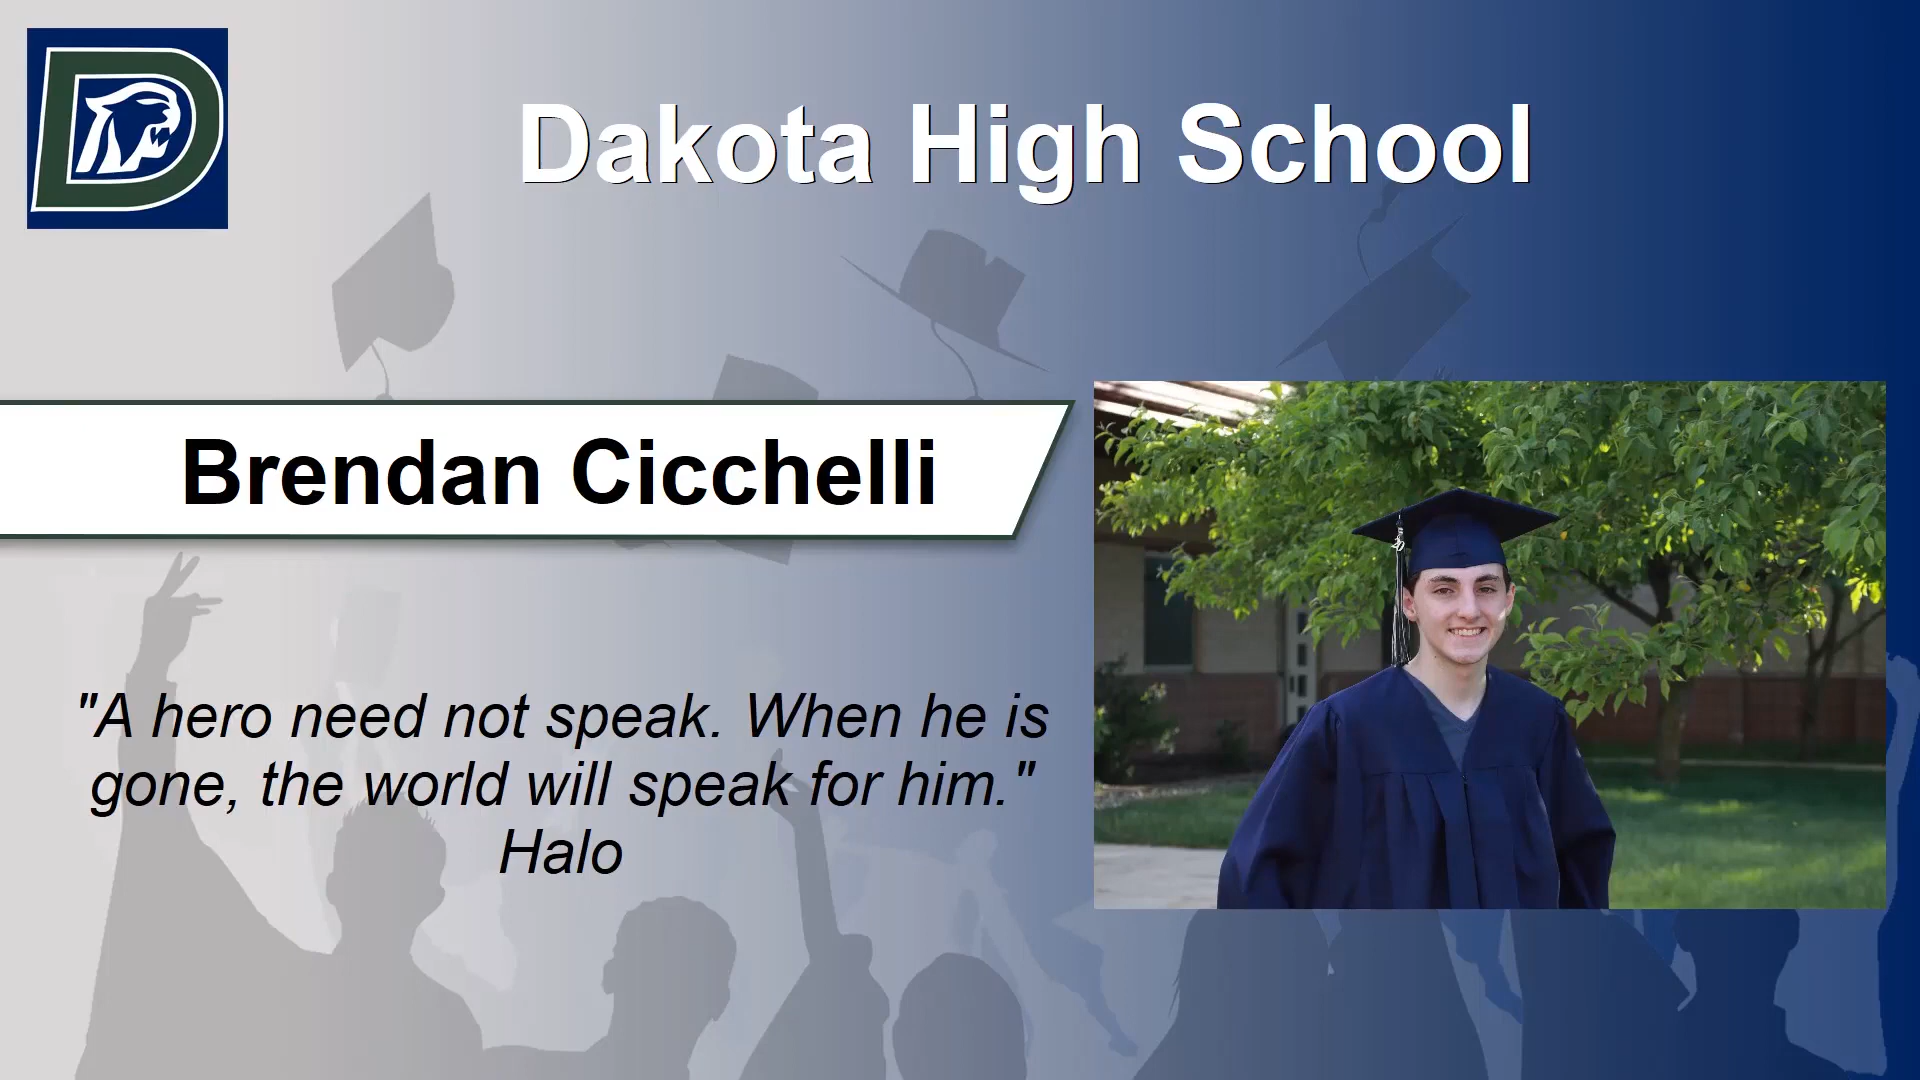 D
Dakota High School
Brendan Cicchelli
"A hero need not speak. When he is
gone, the world will speak for him."
Halo